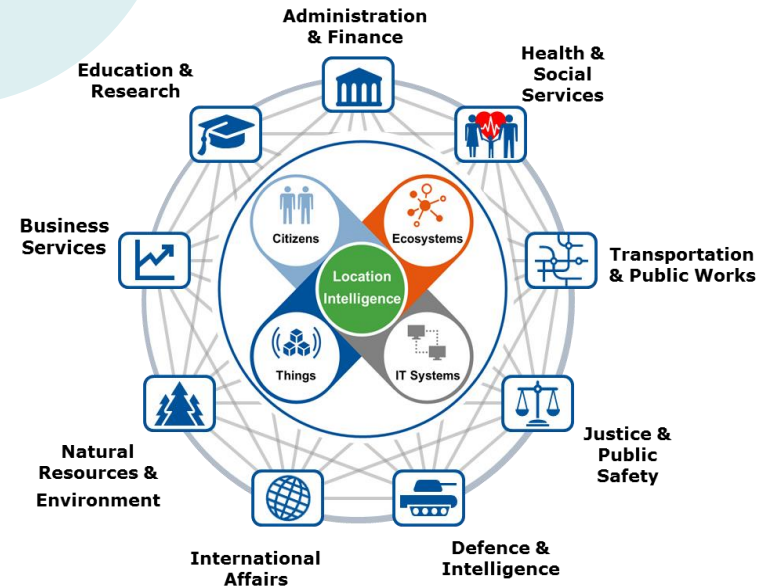 Administration
& Finance
Health &
Social
Services
Education &
Research
Business
Services
Transportation
& Public Works
Citizens
Ecosystems
Location
Intelligence
Things
IT Systems
Natural
Resources &
Environment
Justice &
Public
Safety
International
Affairs
Defence &
Intelligence